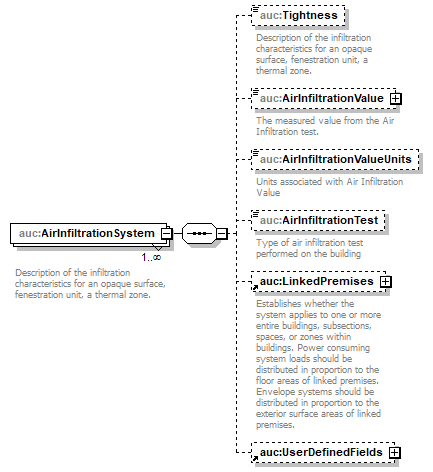 auc:Tightness
Description of the infiltration
characteristics for an opaque
surface, fenestration unit, a
thermal zone.
auc:AirInfiltrationValue
The measured value from the Air
Infiltration test.
auc:AirInfiltrationValueUnits
Units associated with Air Infiltration
Value
auc:AirInfiltrationSystem
1..∞
Description of the infiltration
characteristics for an opaque surface,
fenestration unit, a thermal zone.
auc:AirInfiltrationTest
Type of air infiltration test
performed on the building
auc:LinkedPremises
Establishes whether the
system applies to one or more
entire buildings, subsections,
spaces, or zones within
buildings. Power consuming
system loads should be
distributed in proportion to the
floor areas of linked premises.
Envelope systems should be
distributed in proportion to the
exterior surface areas of linked
premises.
auc:UserDefinedFields